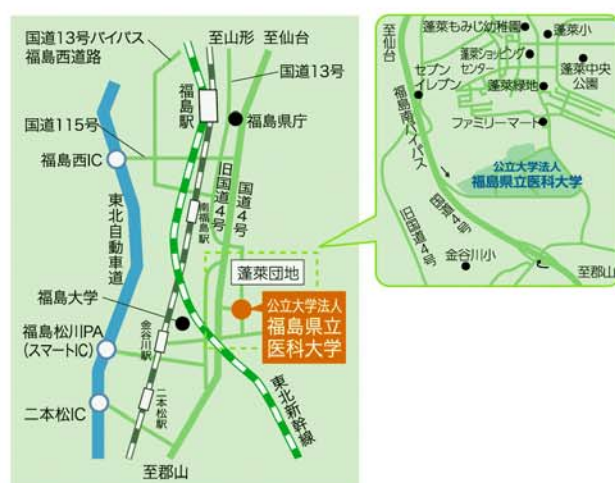 国道13号バイパス
福島西道路
至山形
至仙台
国道13号
福島駅
福島県庁
国道115号
福島西IC
国道4号
旧国道4号
南福島駅
東北自動車道
蓬萊団地
福島大学
公立大学法人
福島県立
医科大学
福島松川PA
(スマートIC)
金谷川駅
二本松IC
二本松駅
東北新幹線
至郡山
至仙台
蓬莱もみじ幼稚園
蓬莱小
蓬莱ショッピング
センター
蓬莱中央
公園
セブン
イレブン
蓬莱緑地
福島南バイパス
ファミリーマート
公立大学法人
福島県立医科大学
旧国道4号
国道4号
金谷川小
至郡山